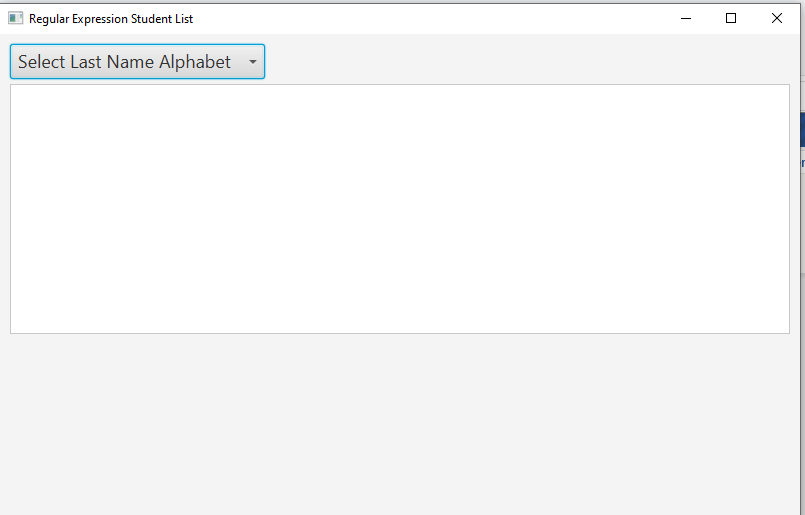 Regular Expression Student List
Select Last Name Alphabet